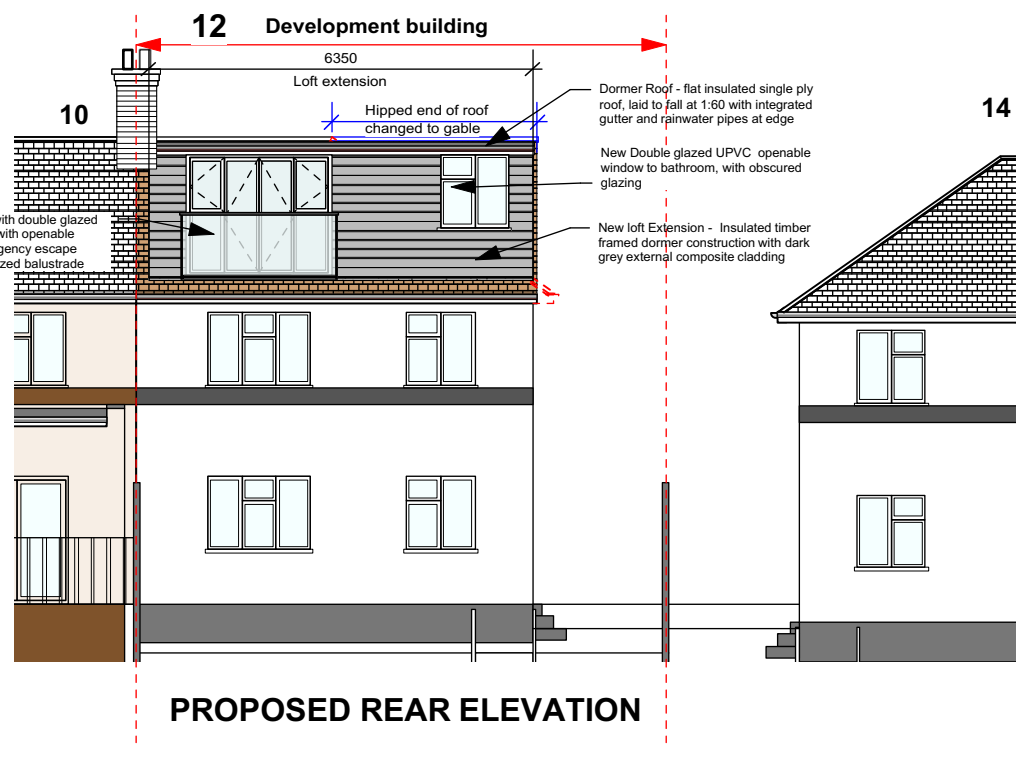 12 Development building
6350
Loft extension
10
Hipped end of roof
changed to gable
Dormer Roof - flat insulated single ply
roof, laid to fall at 1:60 with integrated
gutter and rainwater pipes at edge
14
New Double glazed UPVC openable
window to bathroom, with obscured
glazing
with double glazed
with openable
gency escape
zed balustrade
New loft Extension - Insulated timber
framed dormer construction with dark
grey external composite cladding
PROPOSED REAR ELEVATION